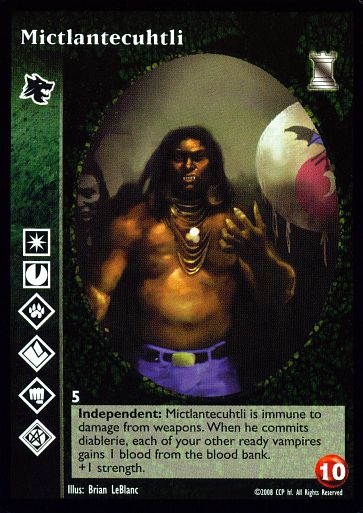 Mictlantecuhtli
5
Independent: Mictlantecuhtli is immune to
damage from weapons. When he commits
diablerie, each of your other ready vampires
gains 1 blood from the blood bank.
+1 strength.
10
Illus: Brian LeBlanc
©2008 CCP hf. All Rights Reserved